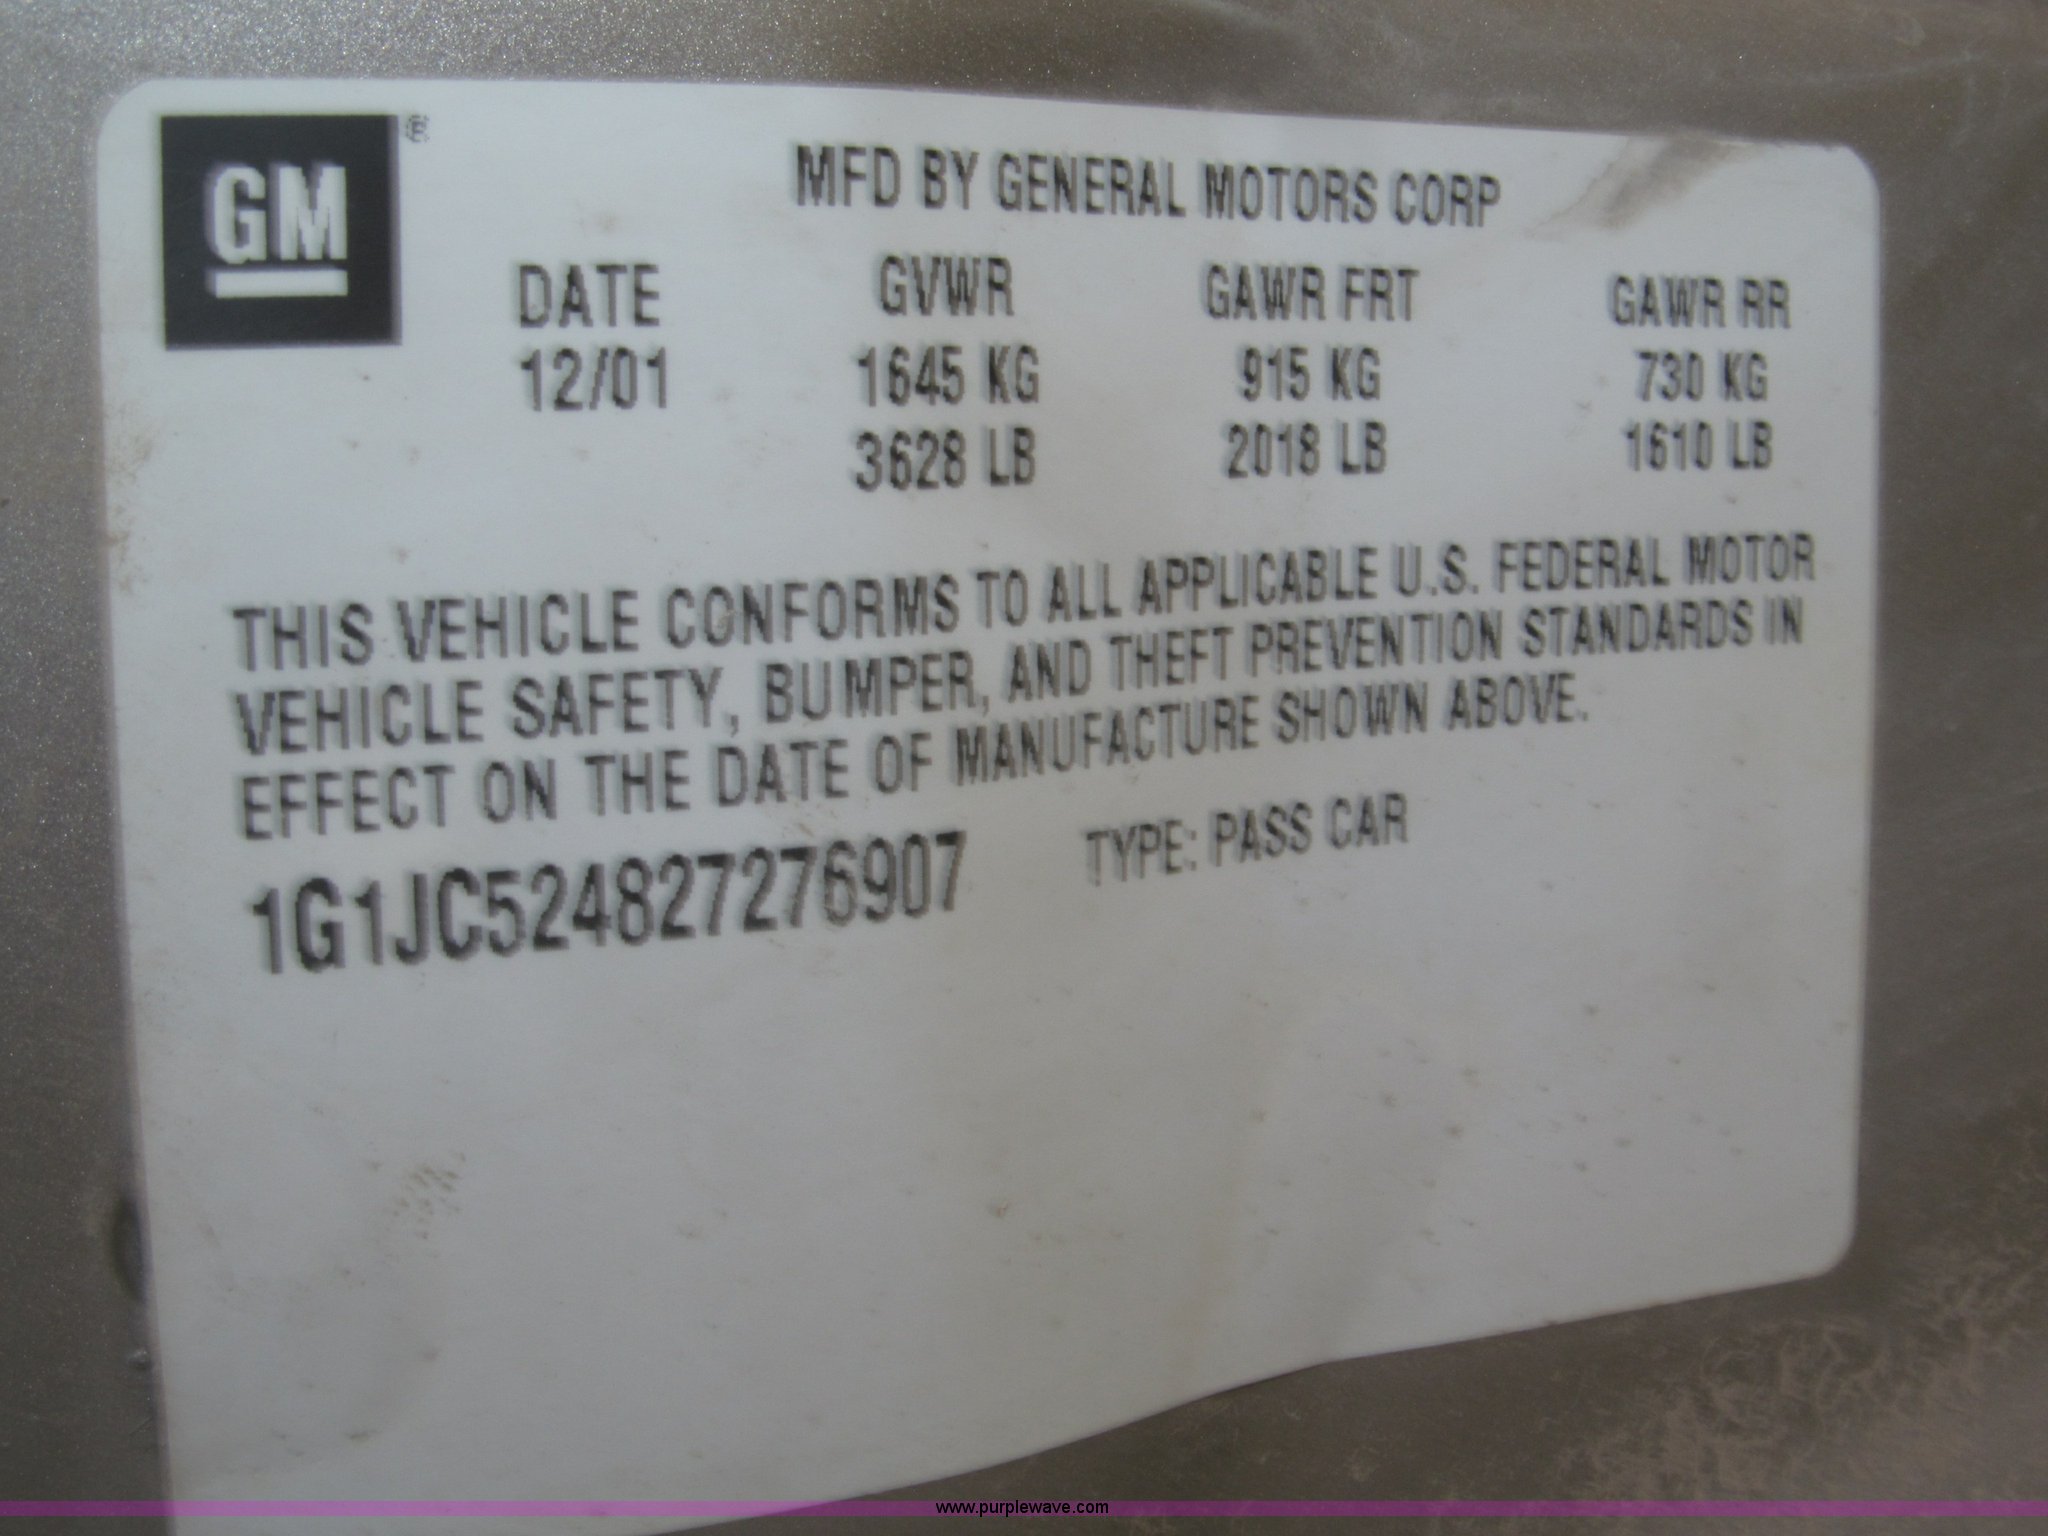 GM ®
MFD BY GENERAL MOTORS CORP
DATE GVWR GAWR FRT GAWR RR
12/01 1645 KG 915 KG 730 KG
3628 LB 2018 LB 1610 LB
THIS VEHICLE CONFORMS TO ALL APPLICABLE U.S. FEDERAL MOTOR
VEHICLE SAFETY, BUMPER, AND THEFT PREVENTION STANDARDS IN
EFFECT ON THE DATE OF MANUFACTURE SHOWN ABOVE.
1G1JC524827276907 TYPE: PASS CAR
www.purplewave.com